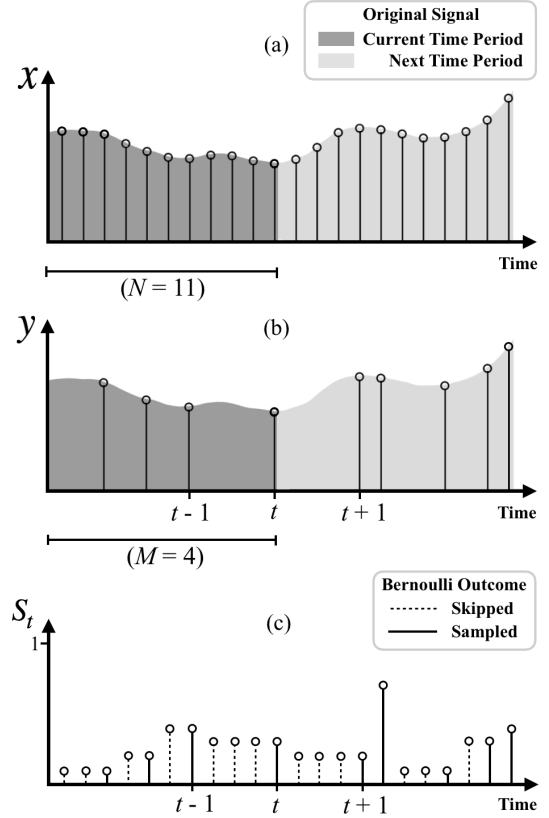 Original Signal
(a)
Current Time Period
Next Time Period
x
Time
(N = 11)
(b)
y
t - 1
t
t + 1
Time
(M = 4)
Bernoulli Outcome
Skipped
Sampled
(c)
St
1
t - 1
t
t + 1
Time